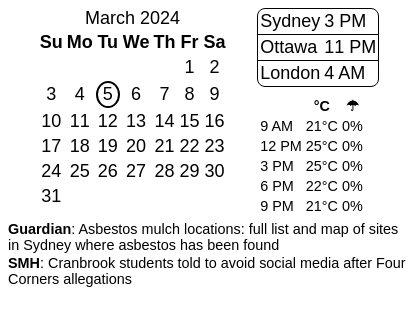 March 2024
Su Mo Tu We Th Fr Sa
1 2
3 4 5 6 7 8 9
10 11 12 13 14 15 16
17 18 19 20 21 22 23
24 25 26 27 28 29 30
31
Sydney 3 PM
Ottawa 11 PM
London 4 AM
°C ☂
9 AM 21°C 0%
12 PM 25°C 0%
3 PM 25°C 0%
6 PM 22°C 0%
9 PM 21°C 0%
Guardian: Asbestos mulch locations: full list and map of sites
in Sydney where asbestos has been found
SMH: Cranbrook students told to avoid social media after Four
Corners allegations